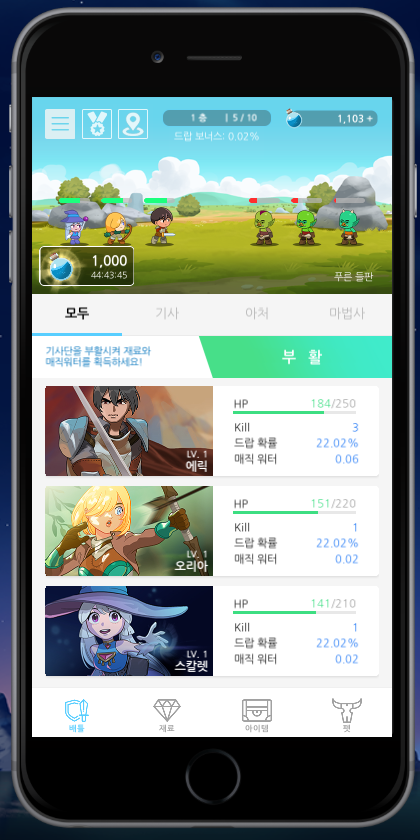 1 층 | 5 / 10
1,103 +
드랍 보너스: 0.02%
1,000
44:43:45
푸른 들판
모두 기사 아처 마법사
기사단을 부활시켜 재료와
매직워터를 획득하세요!
부 활
HP 184/250
Kill 3
드랍 확률 22.02%
매직 워터 0.06
LV. 1
에릭
HP 151/220
Kill 1
드랍 확률 22.02%
매직 워터 0.02
LV. 1
오리아
HP 141/210
Kill 1
드랍 확률 22.02%
매직 워터 0.02
LV. 1
스칼렛
배틀 재료 아이템 펫